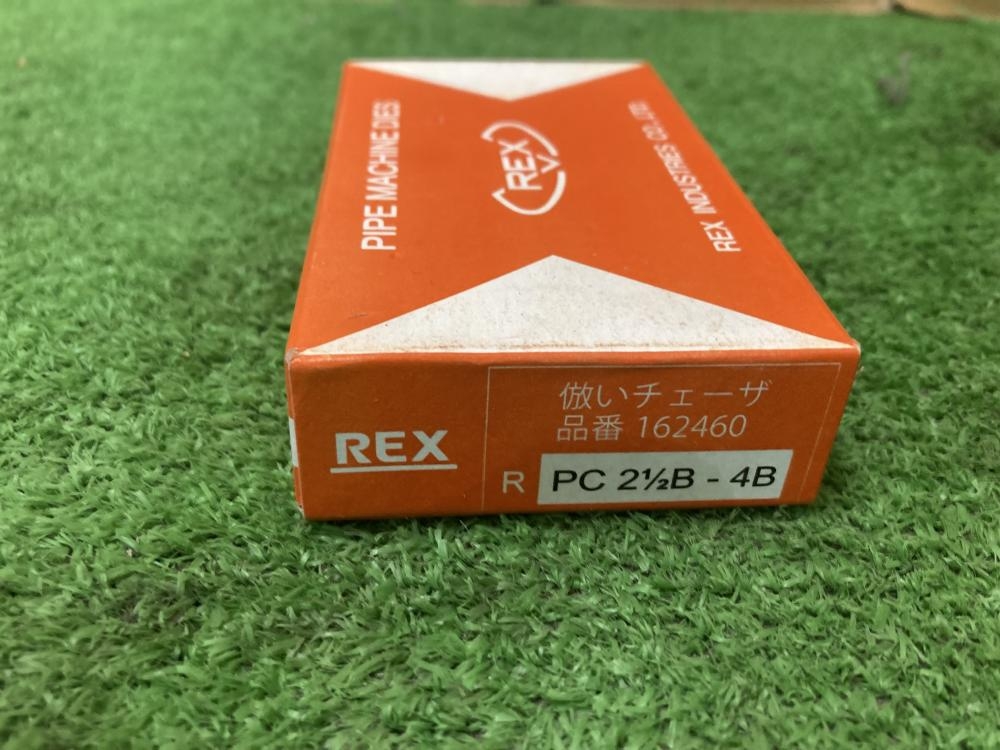 PIPE MACHINE DIES
REX
REX INDUSTRIES CO., LTD.
REX
倣いチェーザ
品番 162460
R PC 2½B - 4B